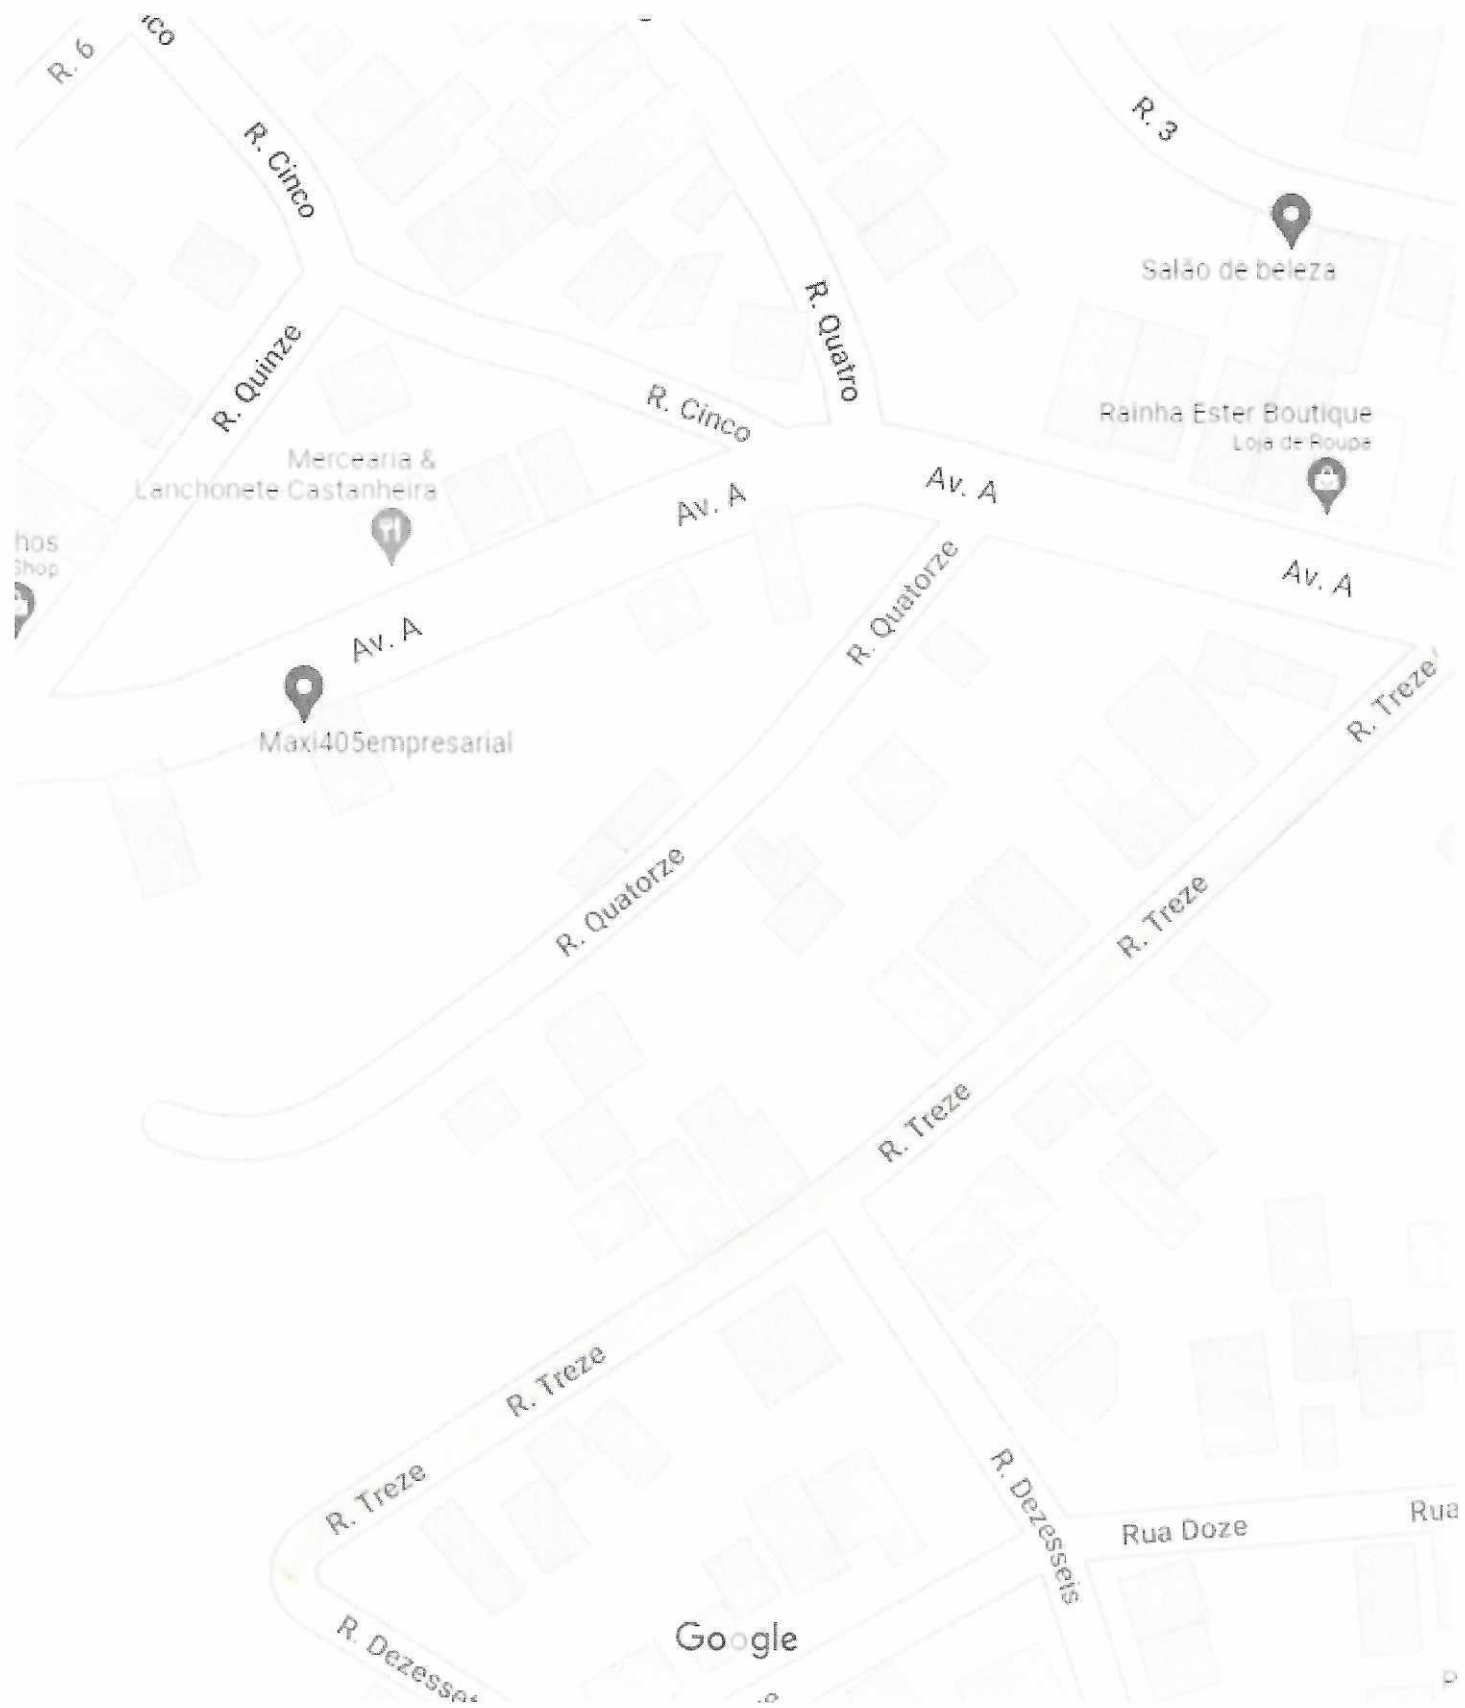 R. 6
R. Cinco
R. 3
Salão de beleza
R. Quatro
R. Quinze
R. Cinco
Rainha Ester Boutique
Loja de Roupa
Mercearia &
Lanchonete Castanheira
Av. A
Av. A
hos
Shop
Av. A
R. Quatorze
Av. A
R. Treze
Maxi405empresarial
R. Quatorze
R. Treze
R. Treze
R. Treze
R. Treze
R. Dezesseis
Rua Doze
Rua
Google